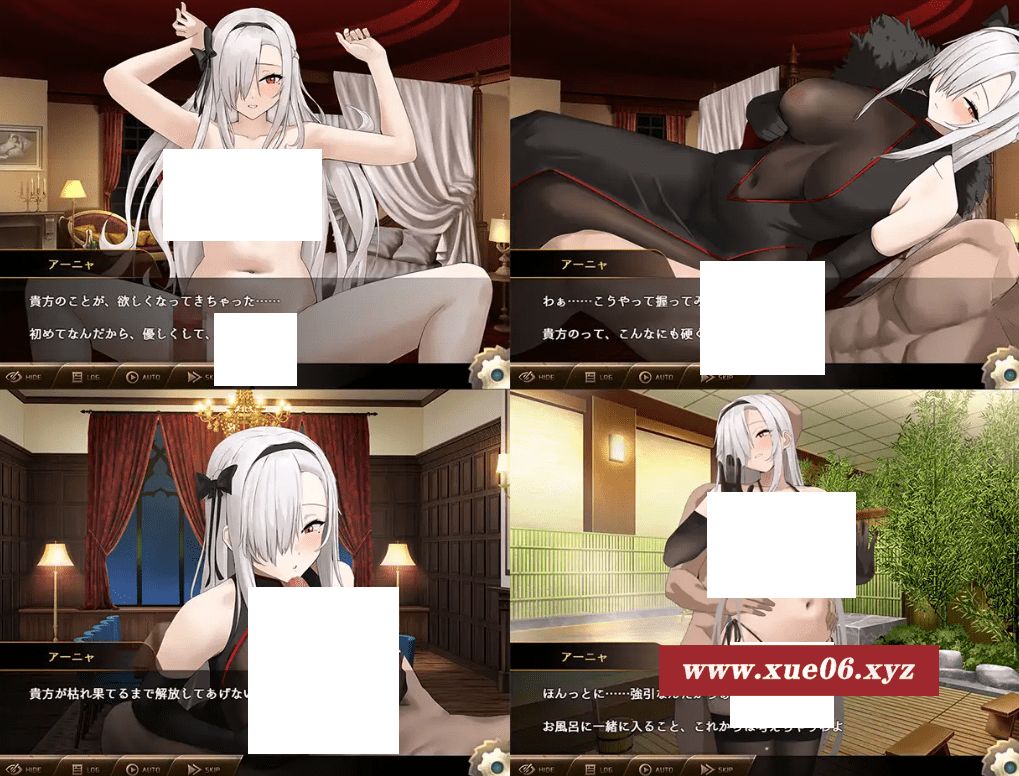 アーニャ
貴方のことが、欲しくなってきちゃった……
初めてなんだから、優しくして、
HIDE LOG AUTO
アーニャ
わぁ……こうやって握って
貴方のって、こんなにも硬く
HIDE LOG AUTO SKIP
アーニャ
貴方が枯れ果てるまで解放してあげない
HIDE LOG AUTO SKIP
アーニャ
www.xue06.xyz
ほんっとに……強引な
お風呂に一緒に入ること、これか
HIDE LOG AUTO SKIP